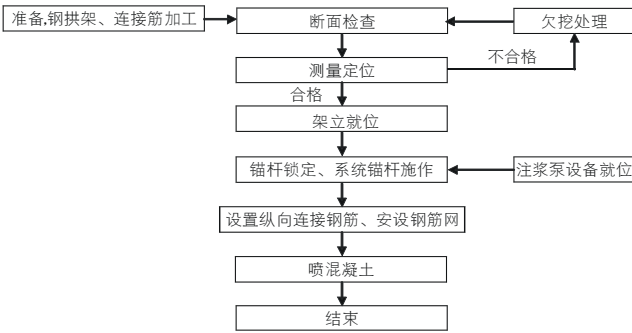 准备,钢拱架、连接筋加工
断面检查
欠挖处理
测量定位
不合格
合格
架立就位
锚杆锁定、系统锚杆施作
注浆泵设备就位
设置纵向连接钢筋、安设钢筋网
喷混凝土
结束